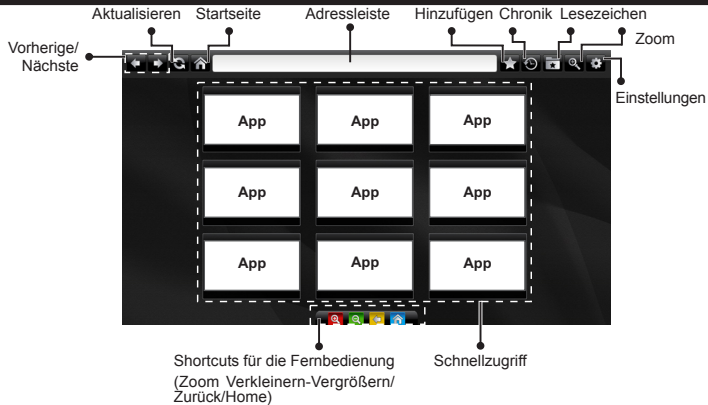 Aktualisieren Startseite Adressleiste Hinzufügen Chronik Lesezeichen
Zoom
Vorherige/
Nächste
Einstellungen
App App App
App App App
App App App
Shortcuts für die Fernbedienung
(Zoom Verkleinern-Vergrößern/
Zurück/Home)
Schnellzugriff